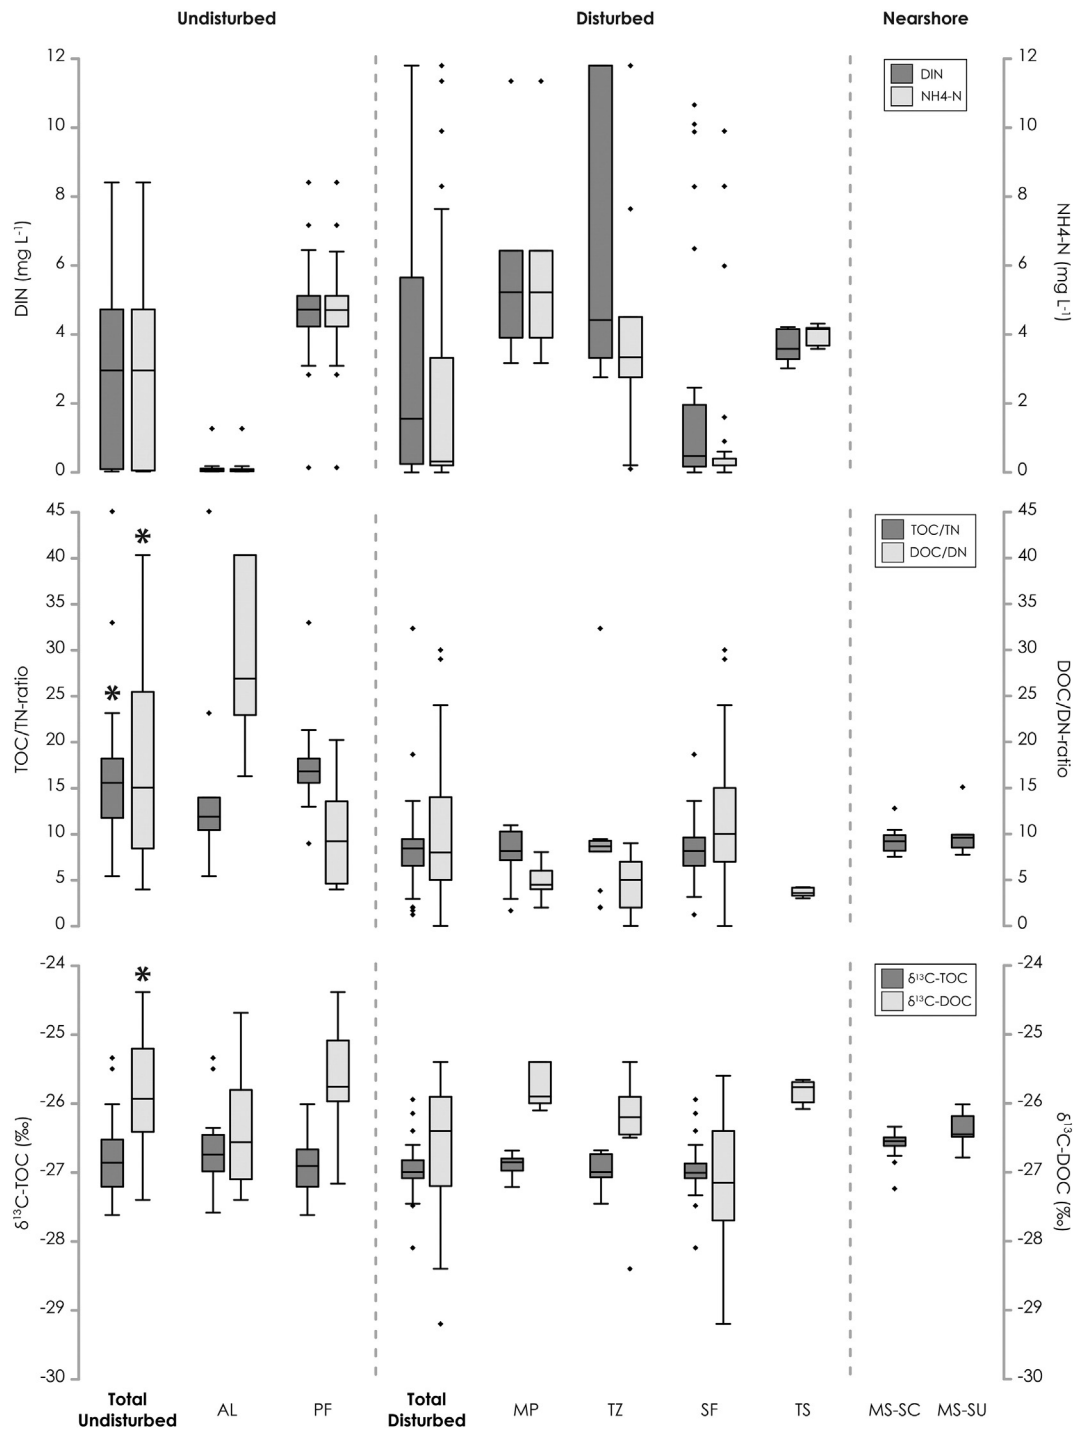 Undisturbed Disturbed Nearshore
12 12
DIN
NH4-N
10 10
8 8
DIN (mg L-1) NH4-N (mg L-1)
6 6
4 4
2 2
0 0
45 45
TOC/TN
DOC/DN
* 
40 40
35 35
30 30
TOC/TN-ratio DOC/DN-ratio
25 * 25
20 20
15 15
10 10
5 5
0 0
-24 * -24
δ13C-TOC
δ13C-DOC
-25 -25
-26 -26
δ13C-TOC (‰) δ13C-DOC (‰)
-27 -27
-28 -28
-29 -29
-30 -30
Total Undisturbed AL PF Total Disturbed MP TZ SF TS MS-SC MS-SU